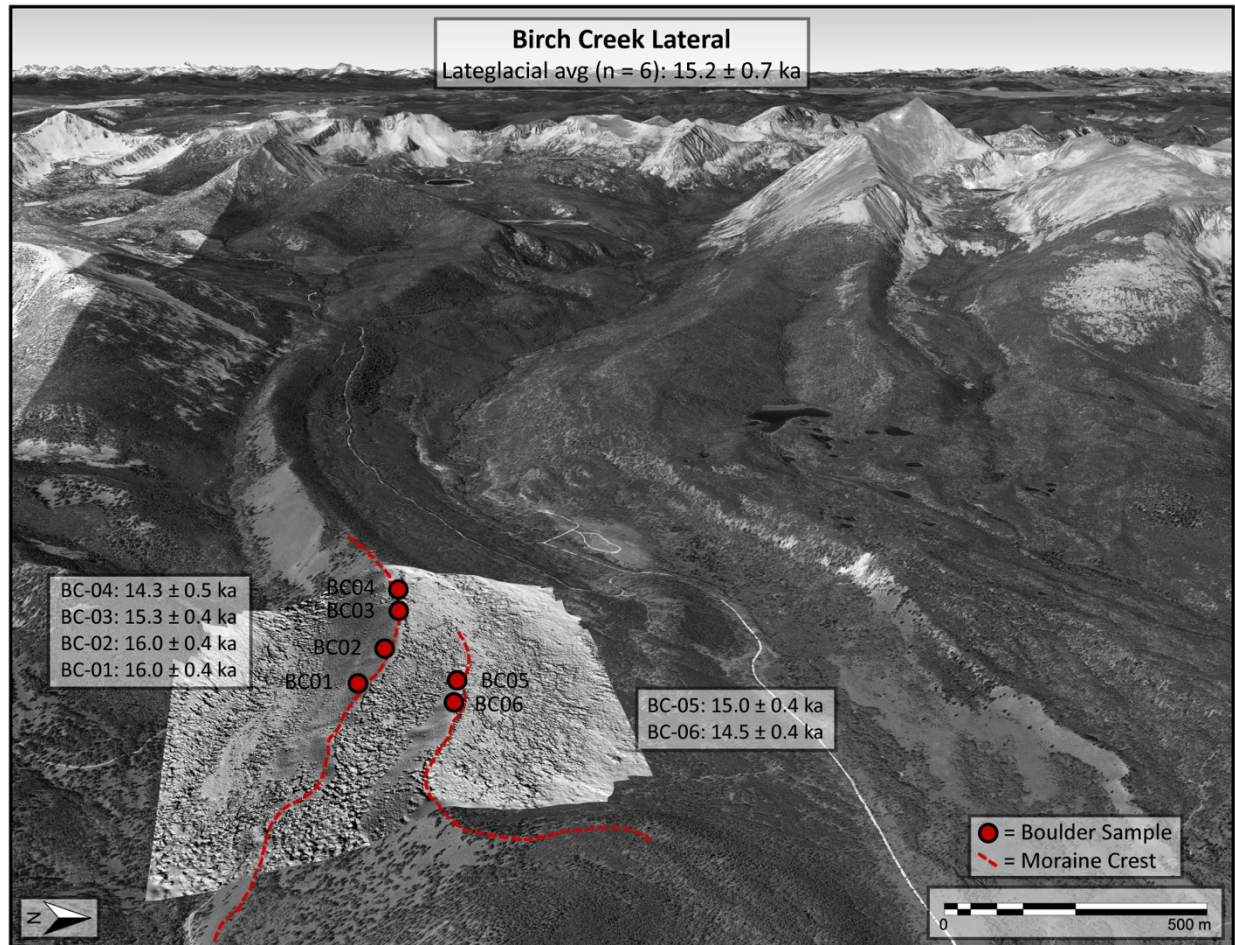 Birch Creek Lateral
Lateglacial avg (n = 6): 15.2 ± 0.7 ka
BC-04: 14.3 ± 0.5 ka
BC-03: 15.3 ± 0.4 ka
BC-02: 16.0 ± 0.4 ka
BC-01: 16.0 ± 0.4 ka
BC04
BC03
BC02
BC01
BC05
BC06
BC-05: 15.0 ± 0.4 ka
BC-06: 14.5 ± 0.4 ka
= Boulder Sample
= Moraine Crest
N
0 500 m